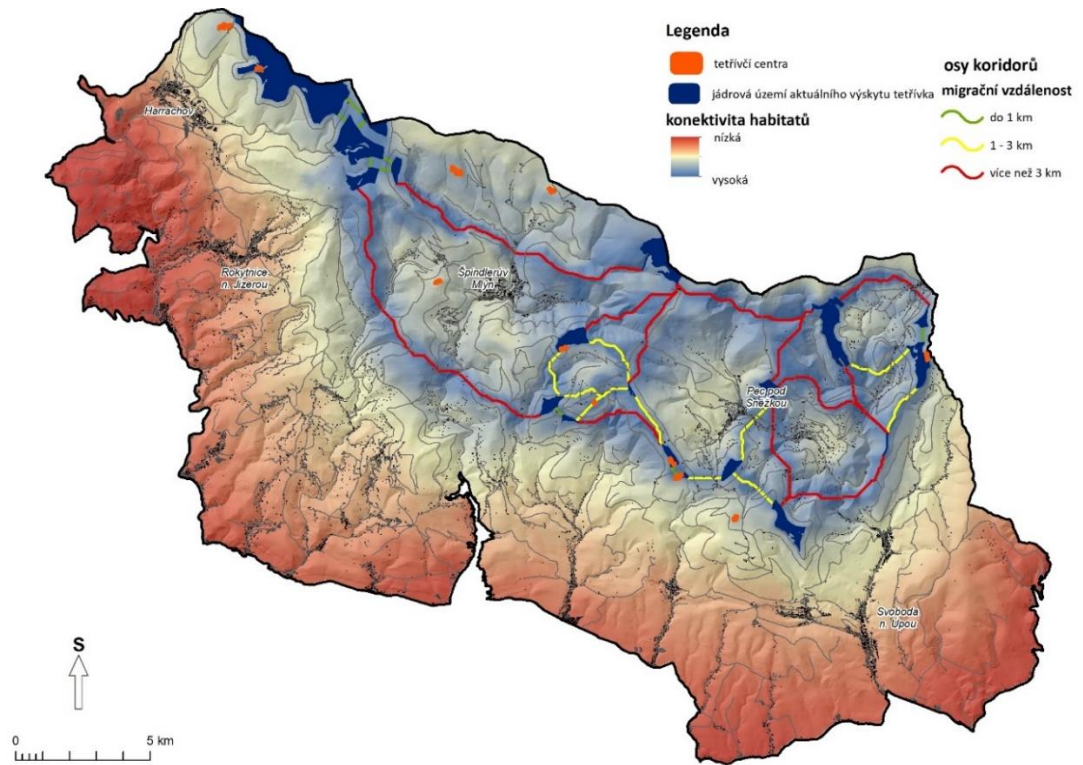 Legenda
tetřívčí centra
jádrová území aktuálního výskytu tetřívka
konektivita habitatů
nízká
vysoká
osy koridorů
migrační vzdálenost
do 1 km
1 - 3 km
více než 3 km
Harrachov
Rokytnice
n. Jizerou
Špindlerův
Mlýn
Pec pod
Sněžkou
Svoboda
n. Úpou
S
0 5 km